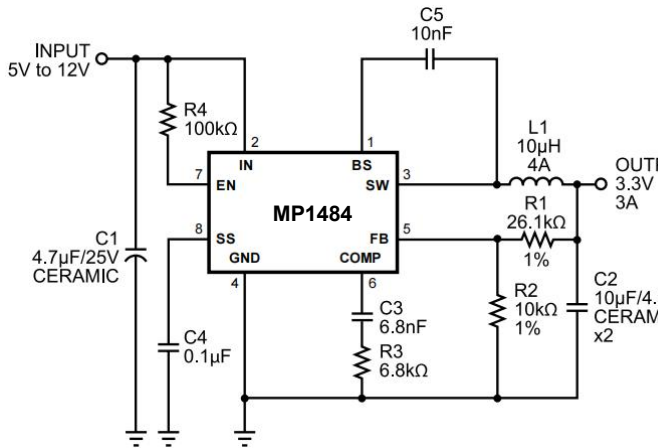 C5
10nF
INPUT
5V to 12V
R4
100kΩ
2
1
IN
BS
L1
10µH
4A
7
EN
SW
3
OUT
3.3V
3A
MP1484
R1
26.1kΩ
1%
8
SS
FB
5
C1
4.7µF/25V
CERAMIC
GND
COMP
4
6
C3
6.8nF
R2
10kΩ
1%
C2
10µF/4.
CERAM
x2
C4
0.1µF
R3
6.8kΩ